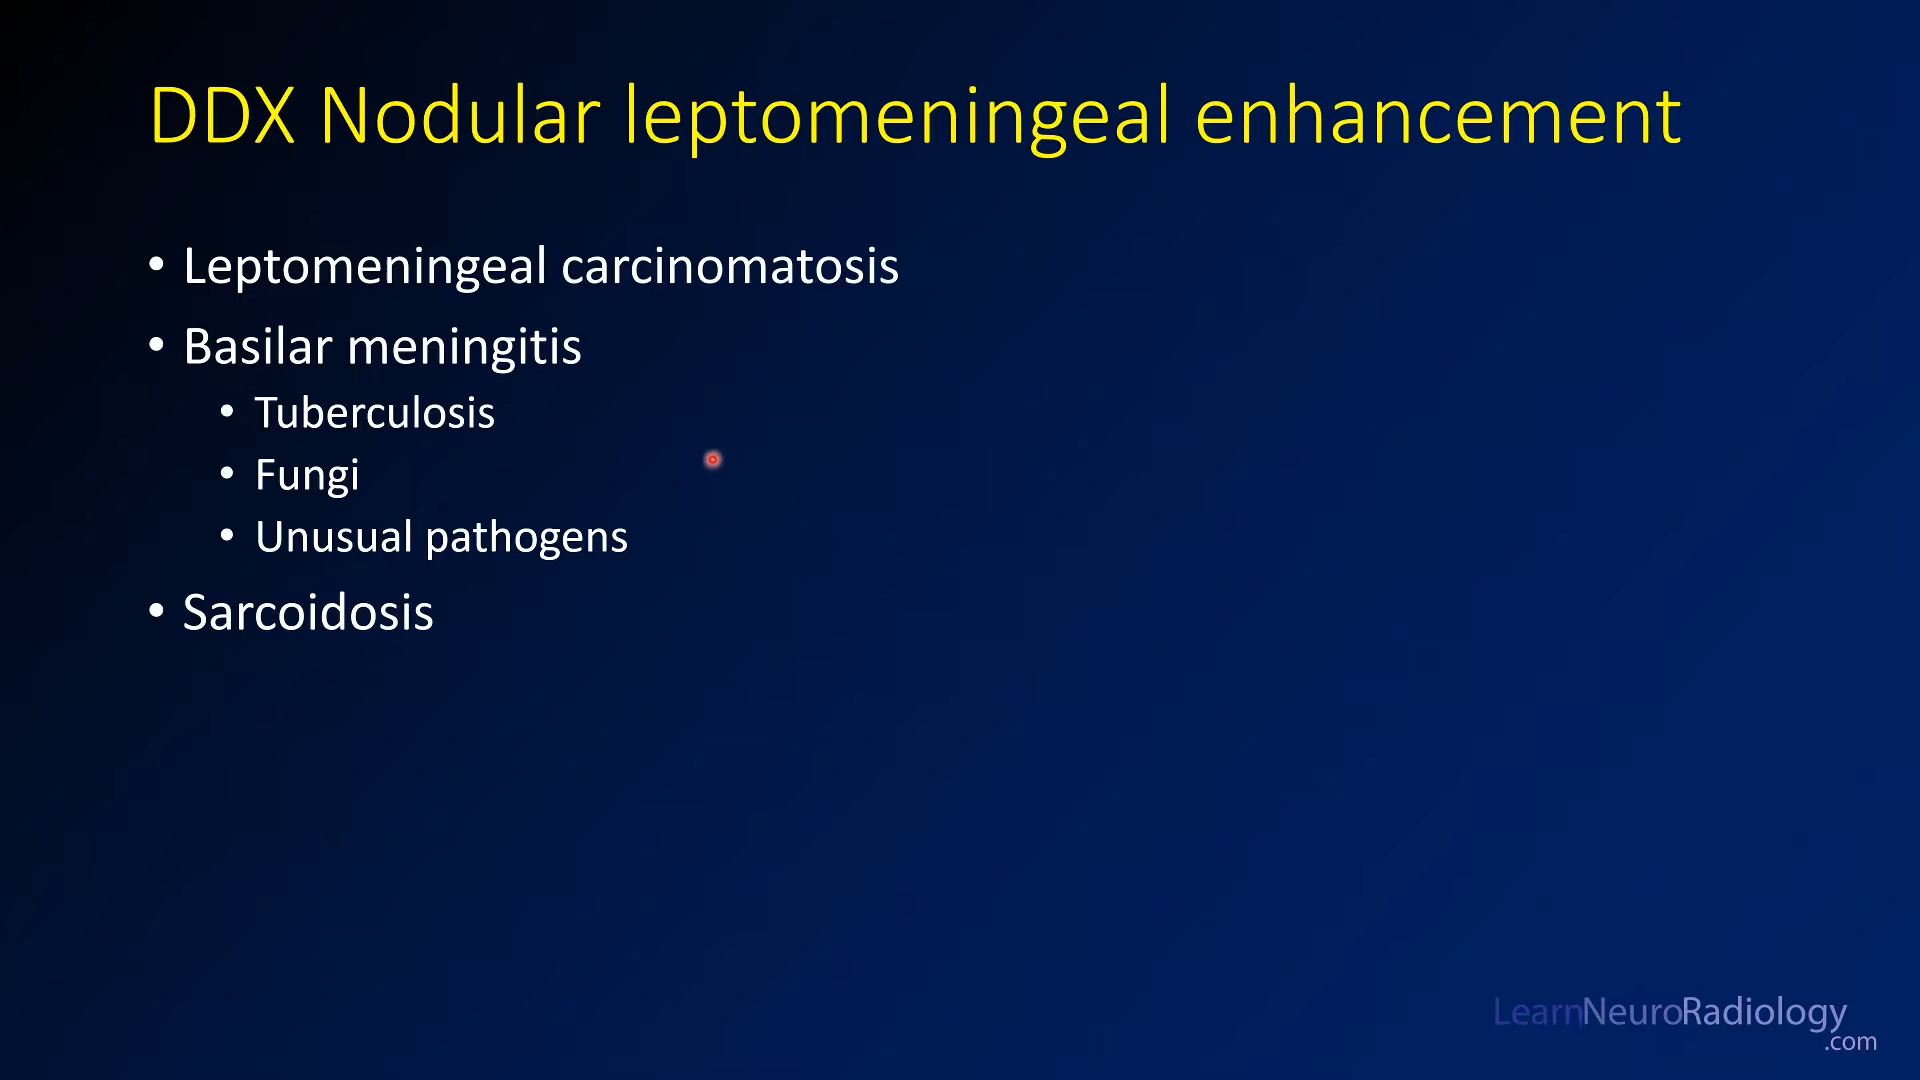 DDX Nodular leptomeningeal enhancement
• Leptomeningeal carcinomatosis
• Basilar meningitis
• Tuberculosis
• Fungi
• Unusual pathogens
• Sarcoidosis
LearnNeuroRadiology
.com